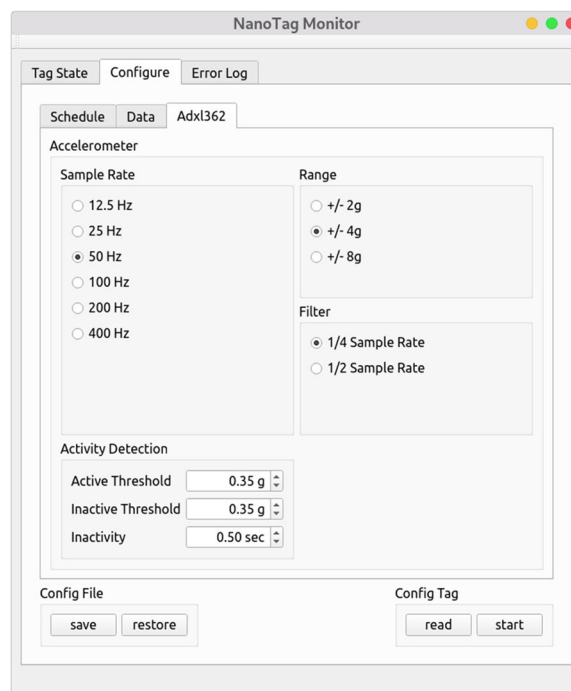 NanoTag Monitor
Tag State Configure Error Log
Schedule Data Adxl362
Accelerometer
Sample Rate
12.5 Hz
25 Hz
50 Hz
100 Hz
200 Hz
400 Hz
Range
+/- 2g
+/- 4g
+/- 8g
Filter
1/4 Sample Rate
1/2 Sample Rate
Activity Detection
Active Threshold 0.35 g
Inactive Threshold 0.35 g
Inactivity 0.50 sec
Config File
save restore
Config Tag
read start